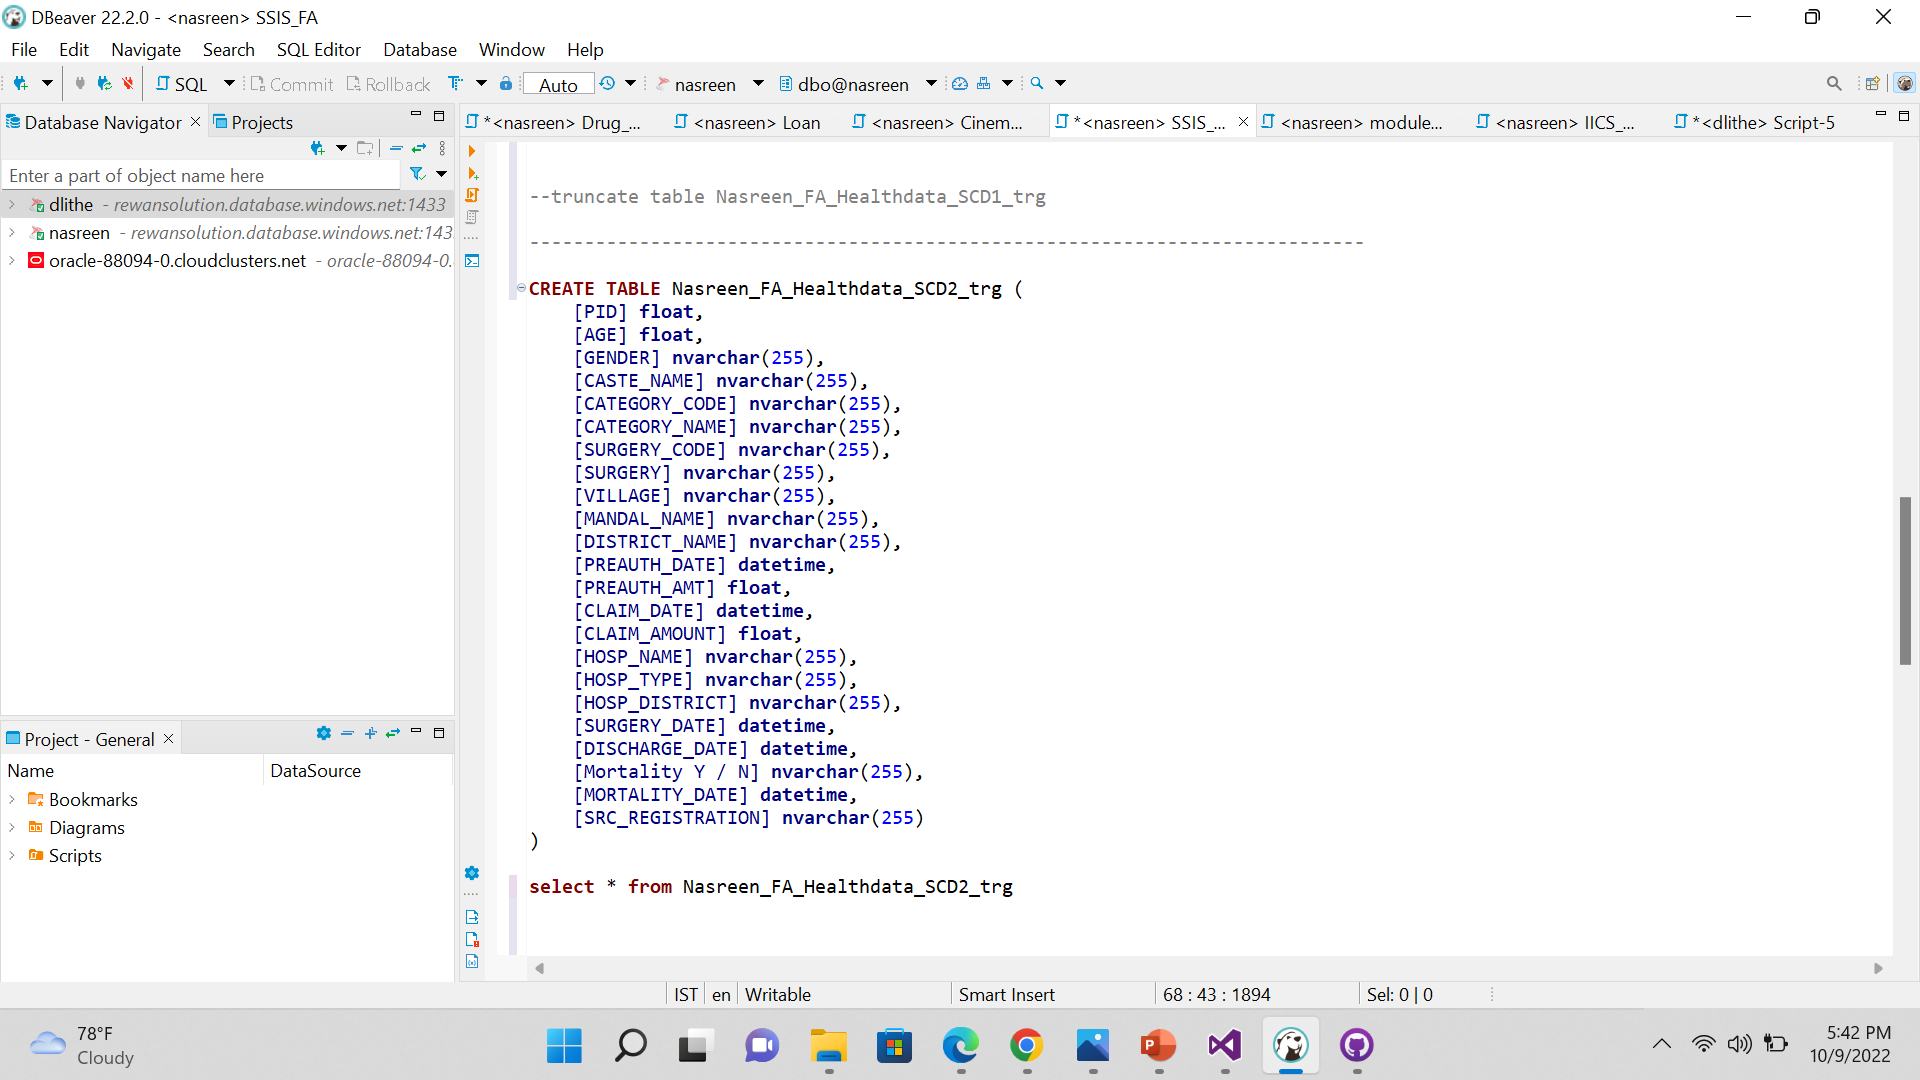 DBeaver 22.2.0 - <nasreen> SSIS_FA
File Edit Navigate Search SQL Editor Database Window Help
SQL Commit Rollback Auto nasreen dbo@nasreen
Database Navigator Projects
Enter a part of object name here
dlithe - rewansolution.database.windows.net:1433
nasreen - rewansolution.database.windows.net:143
oracle-88094-0.cloudclusters.net - oracle-88094-0.
Project - General
Name DataSource
Bookmarks
Diagrams
Scripts
*<nasreen> Drug_... <nasreen> Loan <nasreen> Cinem... *<nasreen> SSIS_... <nasreen> module... <nasreen> IICS_... *<dlithe> Script-5
--truncate table Nasreen_FA_Healthdata_SCD1_trg
----------------------------------------------------------------------------
CREATE TABLE Nasreen_FA_Healthdata_SCD2_trg (
[PID] float,
[AGE] float,
[GENDER] nvarchar(255),
[CASTE_NAME] nvarchar(255),
[CATEGORY_CODE] nvarchar(255),
[CATEGORY_NAME] nvarchar(255),
[SURGERY_CODE] nvarchar(255),
[SURGERY] nvarchar(255),
[VILLAGE] nvarchar(255),
[MANDAL_NAME] nvarchar(255),
[DISTRICT_NAME] nvarchar(255),
[PREAUTH_DATE] datetime,
[PREAUTH_AMT] float,
[CLAIM_DATE] datetime,
[CLAIM_AMOUNT] float,
[HOSP_NAME] nvarchar(255),
[HOSP_TYPE] nvarchar(255),
[HOSP_DISTRICT] nvarchar(255),
[SURGERY_DATE] datetime,
[DISCHARGE_DATE] datetime,
[Mortality Y / N] nvarchar(255),
[MORTALITY_DATE] datetime,
[SRC_REGISTRATION] nvarchar(255)
)
select * from Nasreen_FA_Healthdata_SCD2_trg
IST en Writable Smart Insert 68 : 43 : 1894 Sel: 0 | 0
78°F
Cloudy
5:42 PM
10/9/2022